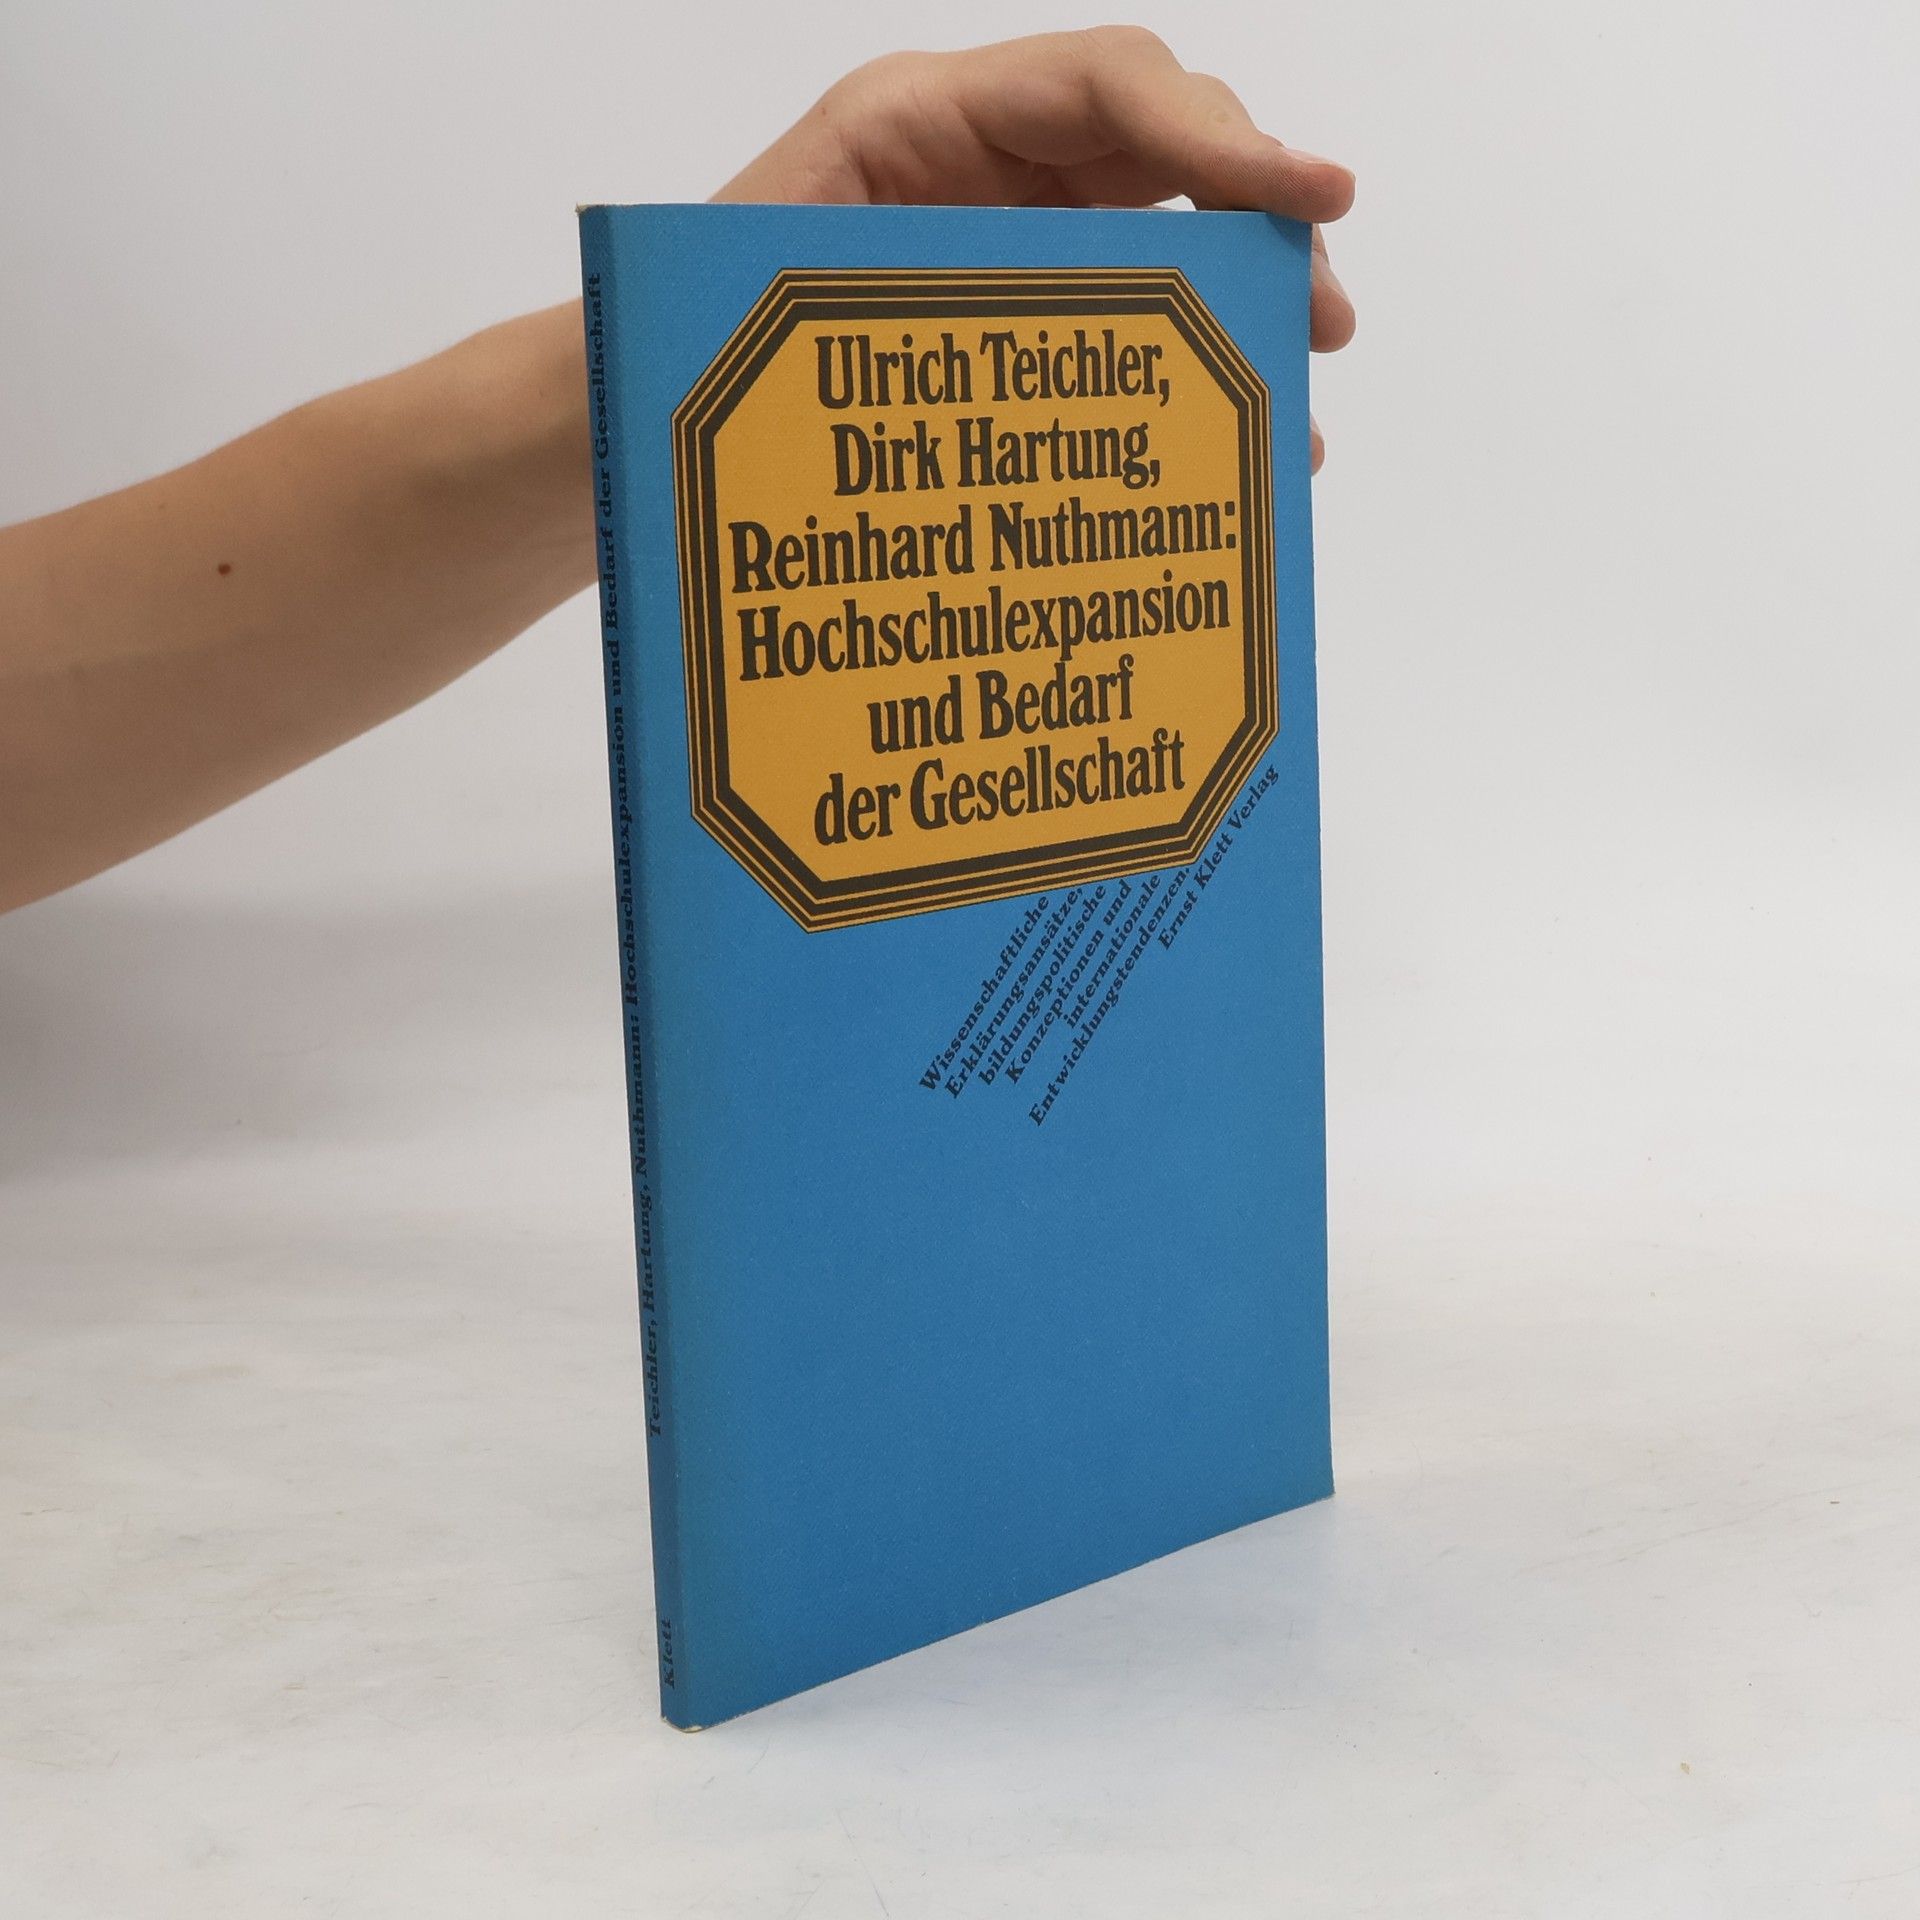 Ulrich Teichler,
Dirk Hartung,
Reinhard Nuthmann:
Hochschulexpansion
und Bedarf
der Gesellschaft
Wissenschaftliche
Erklärungsansätze,
bildungspolitische
Konzeptionen und
internationale
Entwicklungstendenzen.
Ernst Klett Verlag
Teichler, Hartung, Nuthmann: Hochschulexpansion und Bedarf der Gesellschaft
Klett